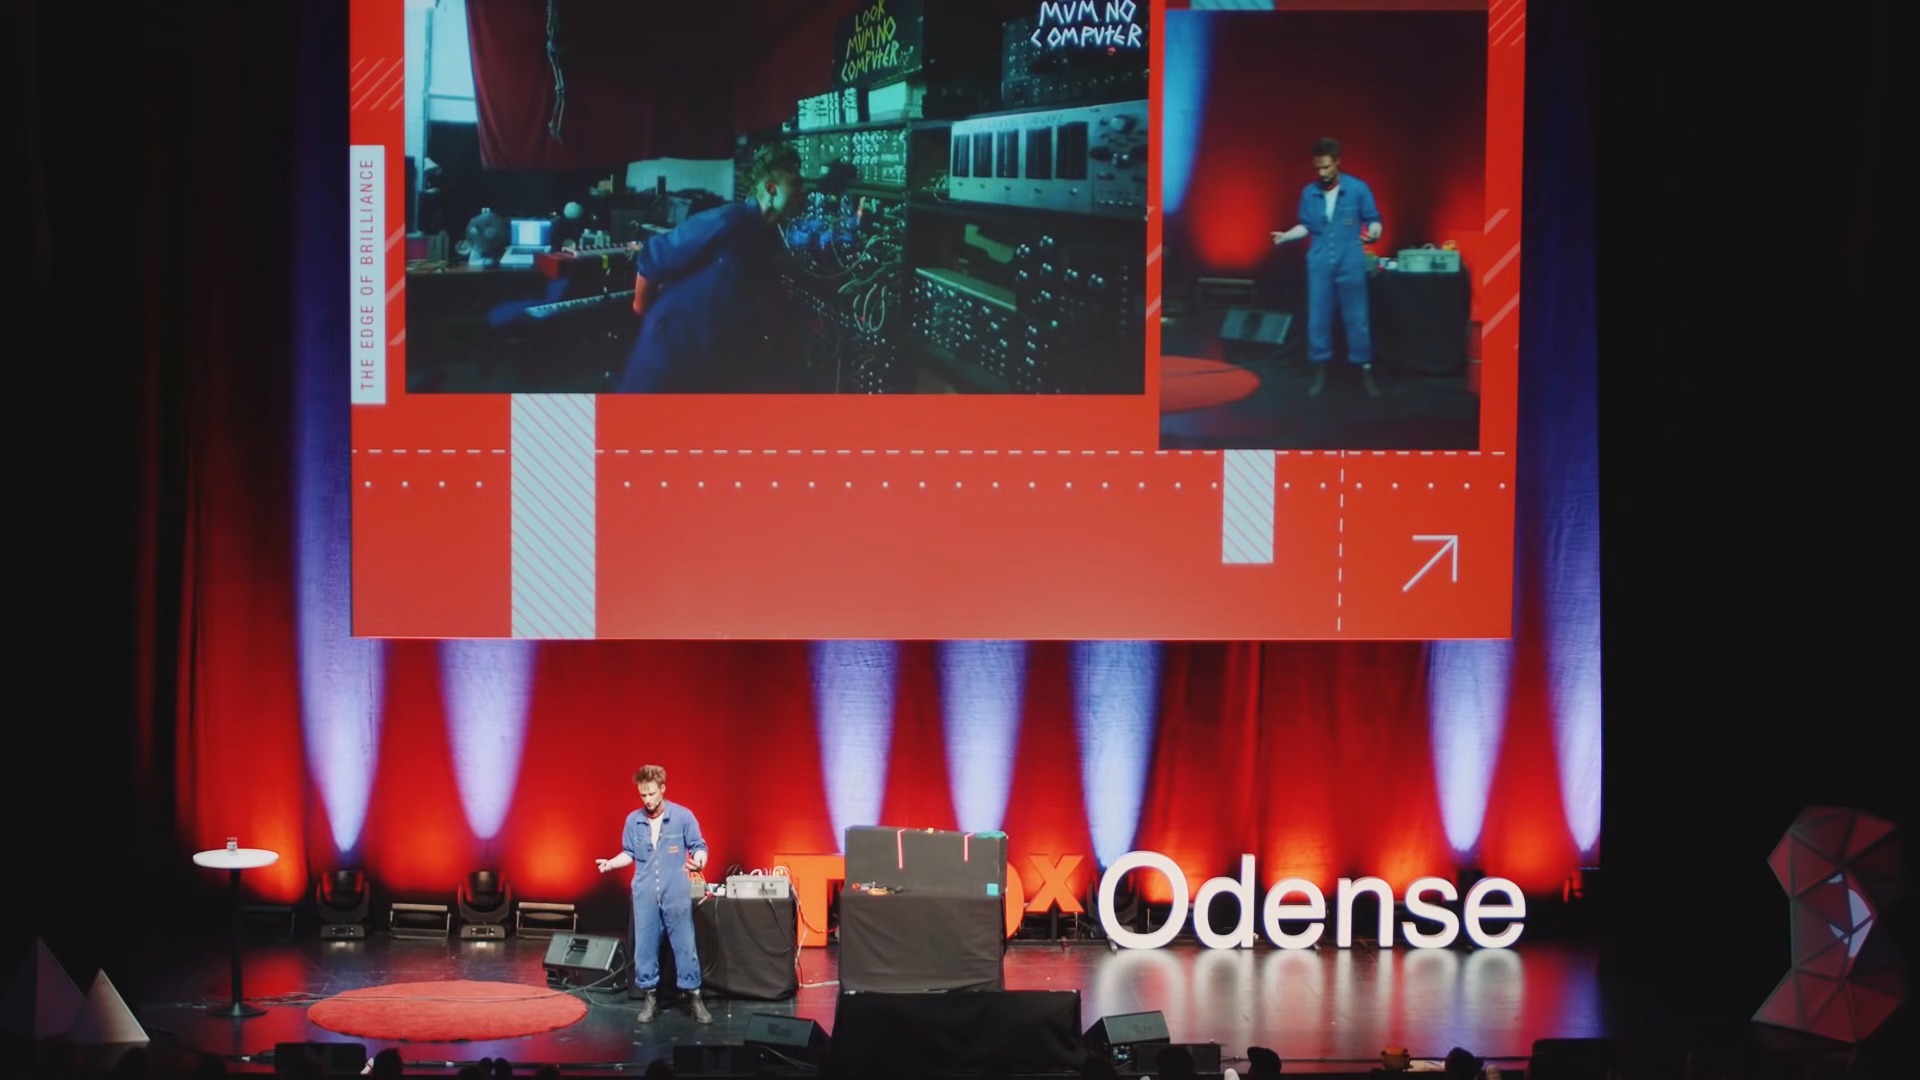 LOOK
MUM NO
COMPUTER
MUM NO
COMPUTER
THE EDGE OF BRILLIANCE
x Odense